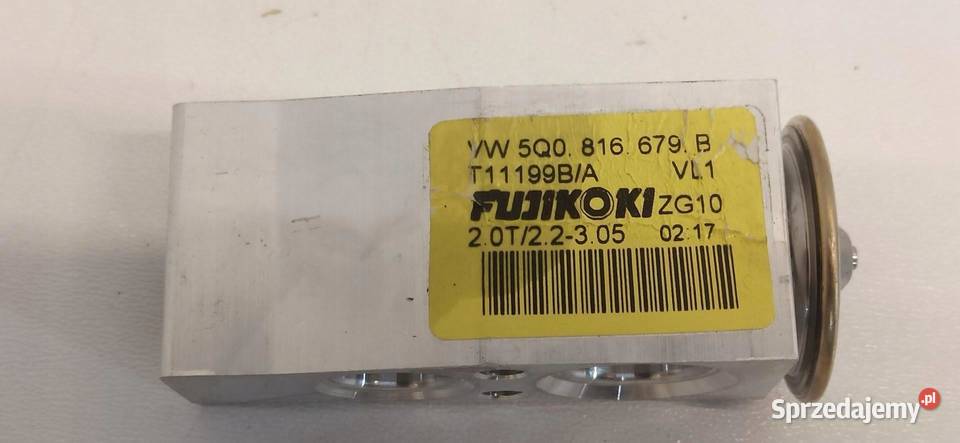 VW 5Q0. 816. 679. B
T11199B/A VL1
FUJIKOKI ZG10
2.0T/2.2-3.05 02.17
Sprzedajemy.pl